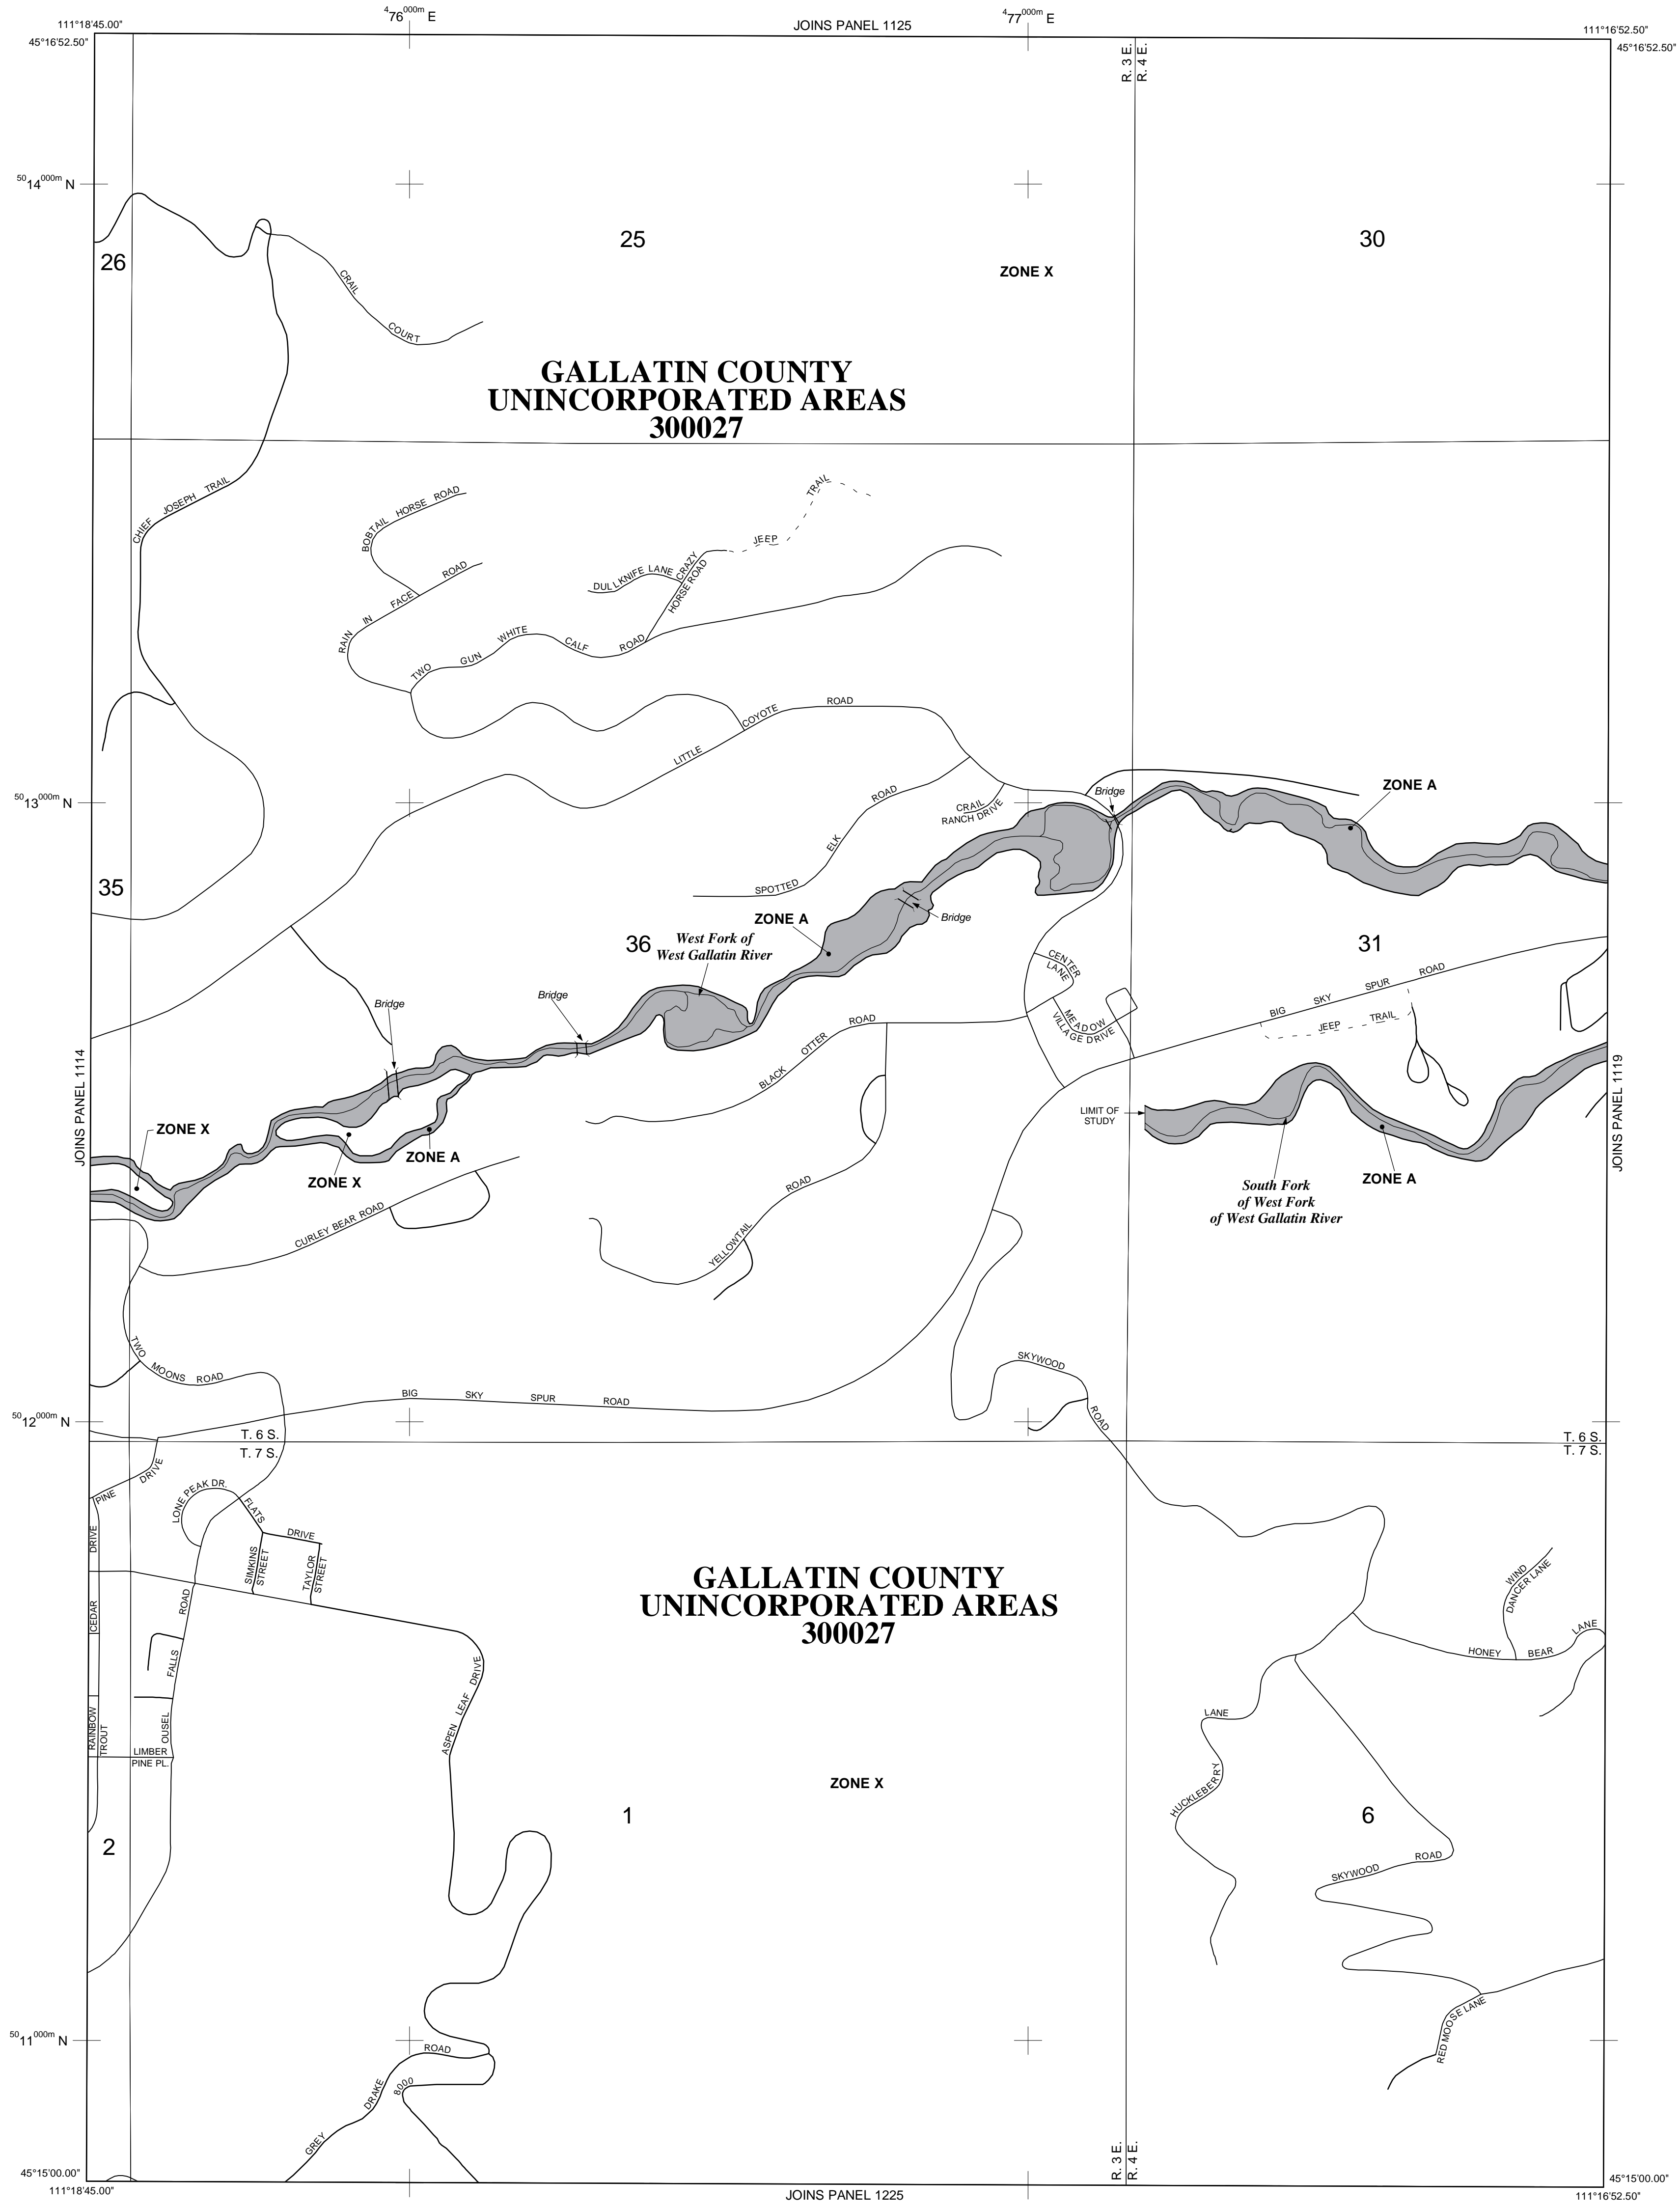 111°18'45.00"
476000m E
JOINS PANEL 1125
477000m E
111°16'52.50"
45°16'52.50"
45°16'52.50"
R. 3 E.
R. 4 E.
5014000m N
25
30
26
ZONE X
CRAIL
COURT
GALLATIN COUNTY
UNINCORPORATED AREAS
300027
CHIEF JOSEPH TRAIL
BOBTAIL HORSE ROAD
RAIN IN FACE ROAD
DULLKNIFE LANE
CRAZY
HORSE ROAD
JEEP TRAIL
TWO GUN WHITE CALF ROAD
LITTLE COYOTE ROAD
5013000m N
SPOTTED ELK ROAD
CRAIL
RANCH DRIVE
Bridge
ZONE A
35
36
31
ZONE A
West Fork of
West Gallatin River
Bridge
Bridge
Bridge
CENTER
LANE
MEADOW
VILLAGE DRIVE
BIG SKY SPUR ROAD
JEEP TRAIL
BLACK OTTER ROAD
JOINS PANEL 1114
JOINS PANEL 1119
LIMIT OF
STUDY
ZONE X
ZONE A
ZONE X
ZONE A
South Fork
of West Fork
of West Gallatin River
CURLEY BEAR ROAD
YELLOWTAIL ROAD
TWO MOONS ROAD
SKYWOOD ROAD
BIG SKY SPUR ROAD
5012000m N
T. 6 S.
T. 7 S.
T. 6 S.
T. 7 S.
PINE DRIVE
LONE PEAK DR.
FLATS DRIVE
SIMKINS
STREET
TAYLOR
STREET
CEDAR DRIVE
GALLATIN COUNTY
UNINCORPORATED AREAS
300027
WIND
DANCER LANE
HONEY BEAR LANE
OUSEL FALLS ROAD
RAINBOW
TROUT
LIMBER
PINE PL.
ASPEN LEAF DRIVE
HUCKLEBERRY LANE
ZONE X
2
1
6
SKYWOOD ROAD
RED MOOSE LANE
5011000m N
GREY DRAKE ROAD
8000
R. 3 E.
R. 4 E.
45°15'00.00"
45°15'00.00"
111°18'45.00"
JOINS PANEL 1225
111°16'52.50"